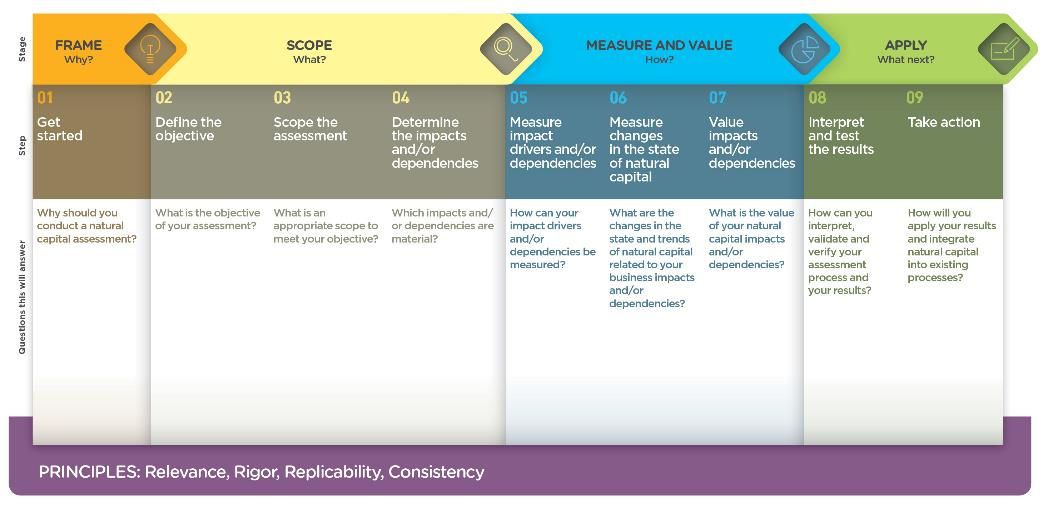 Stage
FRAME
Why?
SCOPE
What?
MEASURE AND VALUE
How?
APPLY
What next?
Step
01
Get
started
02
Define the
objective
03
Scope the
assessment
04
Determine
the impacts
and/or
dependencies
05
Measure
impact
drivers and/or
dependencies
06
Measure
changes
in the state
of natural
capital
07
Value
impacts
and/or
dependencies
08
Interpret
and test
the results
09
Take action
Questions this will answer
Why should you
conduct a natural
capital assessment?
What is the objective
of your assessment?
What is an
appropriate scope to
meet your objective?
Which impacts and/
or dependencies are
material?
How can your
impact drivers
and/or
dependencies be
measured?
What are the
changes in the
state and trends
of natural capital
related to your
business impacts
and/or
dependencies?
What is the value
of your natural
capital impacts
and/or
dependencies?
How can you
interpret,
validate and
verify your
assessment
process and
your results?
How will you
apply your results
and integrate
natural capital
into existing
processes?
PRINCIPLES: Relevance, Rigor, Replicability, Consistency